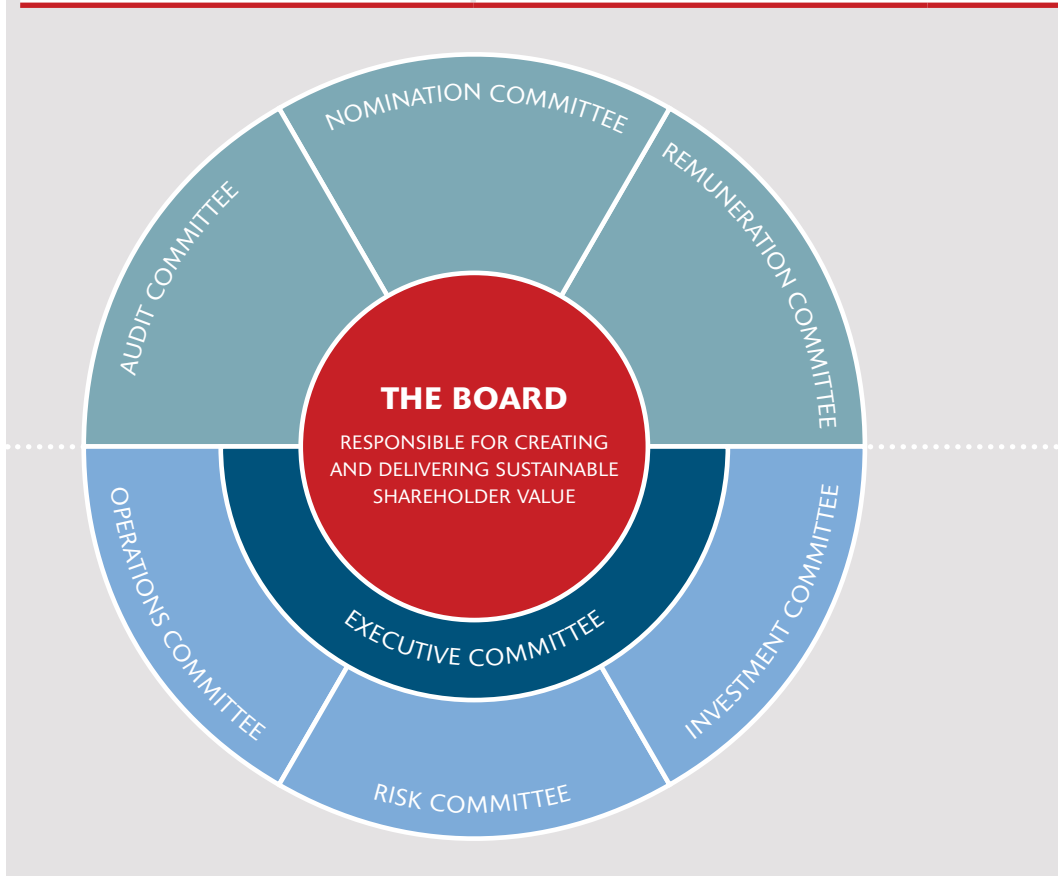 NOMINATION COMMITTEE
AUDIT COMMITTEE
REMUNERATION COMMITTEE
THE BOARD
RESPONSIBLE FOR CREATING
AND DELIVERING SUSTAINABLE
SHAREHOLDER VALUE
EXECUTIVE COMMITTEE
OPERATIONS COMMITTEE
RISK COMMITTEE
INVESTMENT COMMITTEE